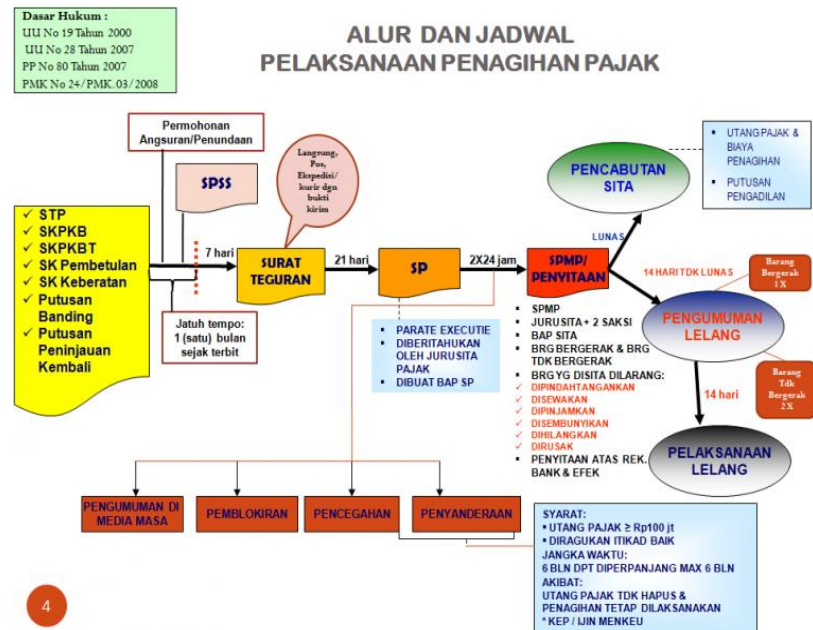 Dasar Hukum :
UU No 19 Tahun 2000
UU No 28 Tahun 2007
PP No 80 Tahun 2007
PMK No 24/PMK. 03/2008
ALUR DAN JADWAL
PELAKSANAAN PENAGIHAN PAJAK
Permohonan
Angsuran/Penundaan
SPSS
✓ STP
✓ SKPKB
✓ SKPKBT
✓ SK Pembetulan
✓ SK Keberatan
✓ Putusan
Banding
✓ Putusan
Peninjauan
Kembali
Jatuh tempo:
1 (satu) bulan
sejak terbit
7 hari
Langsung,
Pos,
Ekspedisi/
kurir dgn
bukti
kirim
SURAT
TEGURAN
21 hari
SP
▪ PARATE EXECUTIE
▪ DIBERITAHUKAN
OLEH JURUSITA
PAJAK
▪ DIBUAT BAP SP
2X24 jam
SPMP/
PENYITAAN
▪ SPMP
▪ JURUSITA + 2 SAKSI
▪ BAP SITA
▪ BRG BERGERAK & BRG
TDK BERGERAK
▪ BRG YG DISITA DILARANG:
✓ DIPINDAHTANGANKAN
✓ DISEWAKAN
✓ DIPINJAMKAN
✓ DISEMBUNYIKAN
✓ DIHILANGKAN
✓ DIRUSAK
▪ PENYITAAN ATAS REK.
BANK & EFEK
LUNAS
PENCABUTAN
SITA
▪ UTANG PAJAK &
BIAYA
PENAGIHAN
▪ PUTUSAN
PENGADILAN
14 HARI TDK LUNAS
Barang
Bergerak
1 X
PENGUMUMAN
LELANG
Barang
Tdk
Bergerak
2 X
14 hari
PELAKSANAAN
LELANG
PENGUMUMAN DI
MEDIA MASA
PEMBLOKIRAN
PENCEGAHAN
PENYANDERAAN
SYARAT:
▪ UTANG PAJAK ≥ Rp100 jt
▪ DIRAGUKAN ITIKAD BAIK
JANGKA WAKTU:
6 BLN DPT DIPERPANJANG MAX 6 BLN
AKIBAT:
UTANG PAJAK TDK HAPUS &
PENAGIHAN TETAP DILAKSANAKAN
* KEP / IJIN MENKEU
4